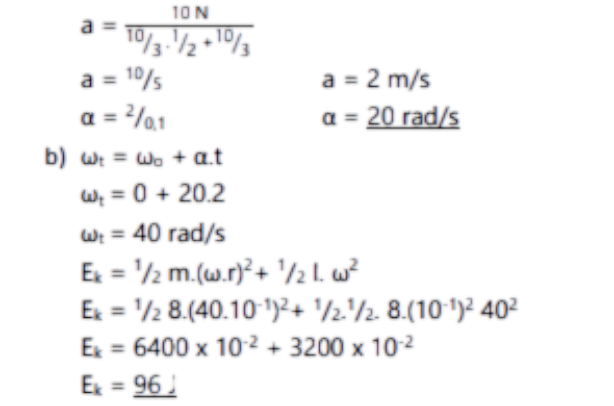 a = 10 N / 10/3 . 1/2 + 10/3
a = 10/5 a = 2 m/s
α = 2/0,1 α = 20 rad/s
b) ωt = ωo + α.t
ωt = 0 + 20.2
ωt = 40 rad/s
Ek = 1/2 m.(ω.r)² + 1/2 I. ω²
Ek = 1/2 8.(40.10⁻¹)² + 1/2.1/2. 8.(10⁻¹)² 40²
Ek = 6400 x 10⁻² + 3200 x 10⁻²
Ek = 96 J